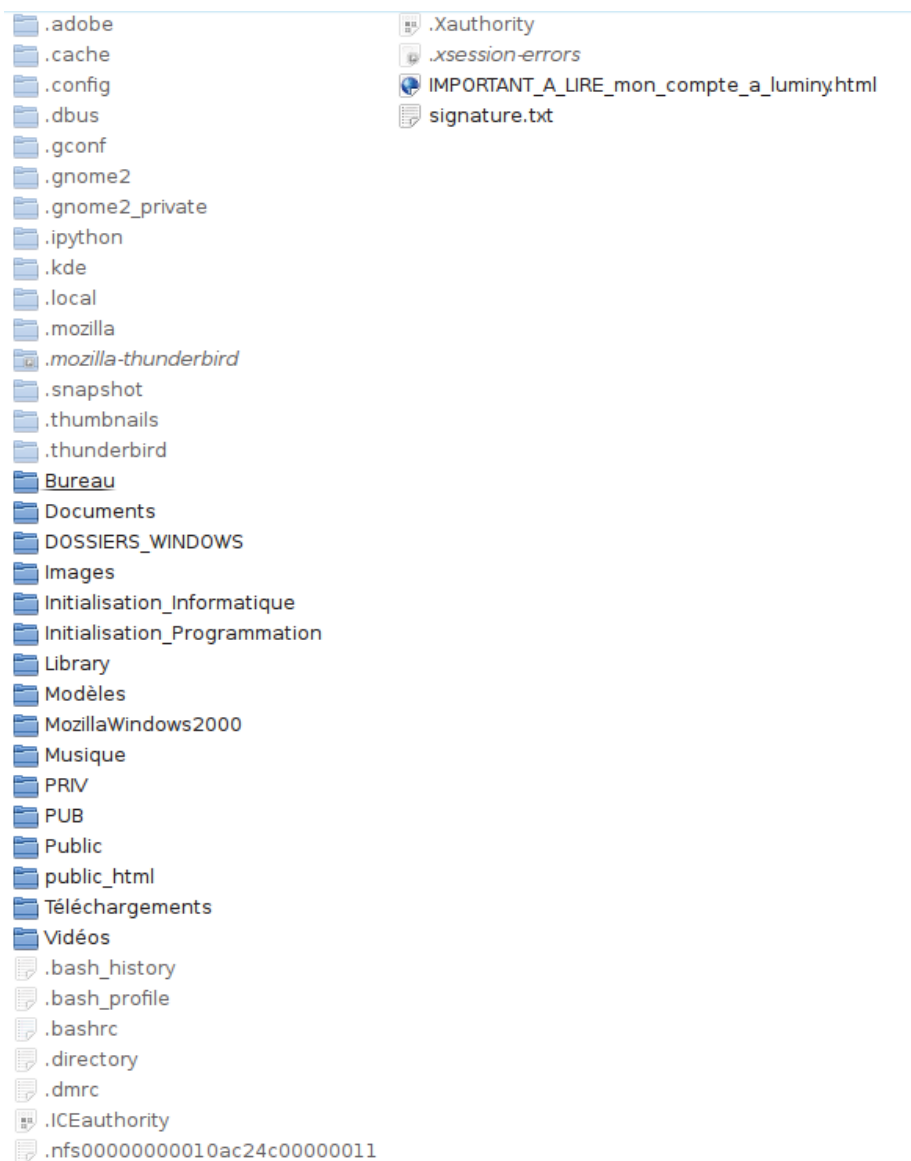 .adobe
.cache
.config
.dbus
.gconf
.gnome2
.gnome2_private
.ipython
.kde
.local
.mozilla
.mozilla-thunderbird
.snapshot
.thumbnails
.thunderbird
Bureau
Documents
DOSSIERS_WINDOWS
Images
Initialisation_Informatique
Initialisation_Programmation
Library
Modèles
MozillaWindows2000
Musique
PRIV
PUB
Public
public_html
Téléchargements
Vidéos
.bash_history
.bash_profile
.bashrc
.directory
.dmrc
.ICEauthority
.nfs00000000010ac24c00000011
.Xauthority
.xsession-errors
IMPORTANT_A_LIRE_mon_compte_a_luminy.html
signature.txt